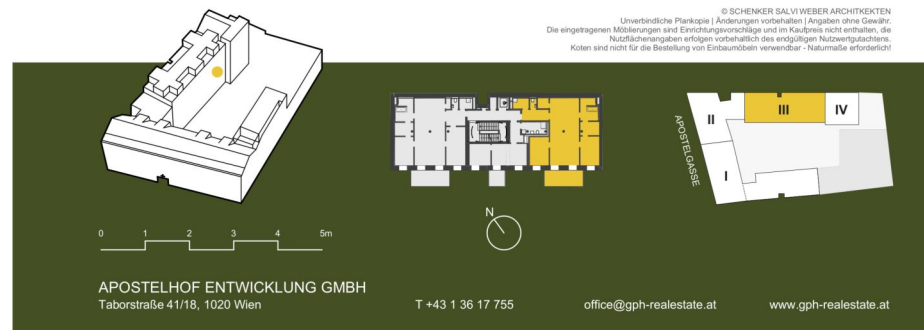 © SCHENKER SALVI WEBER ARCHITKEKTEN
Unverbindliche Plankopie | Änderungen vorbehalten | Angaben ohne Gewähr.
Die eingetragenen Möblierungen sind Einrichtungsvorschläge und im Kaufpreis nicht enthalten, die
Nutzflächenangaben erfolgen vorbehaltlich des endgültigen Nutzwertgutachtens.
Koten sind nicht für die Bestellung von Einbaumöbeln verwendbar - Naturmaße erforderlich!
II
III
IV
APOSTELGASSE
I
N
0 1 2 3 4 5m
APOSTELHOF ENTWICKLUNG GMBH
Taborstraße 41/18, 1020 Wien
T +43 1 36 17 755
office@gph-realestate.at
www.gph-realestate.at